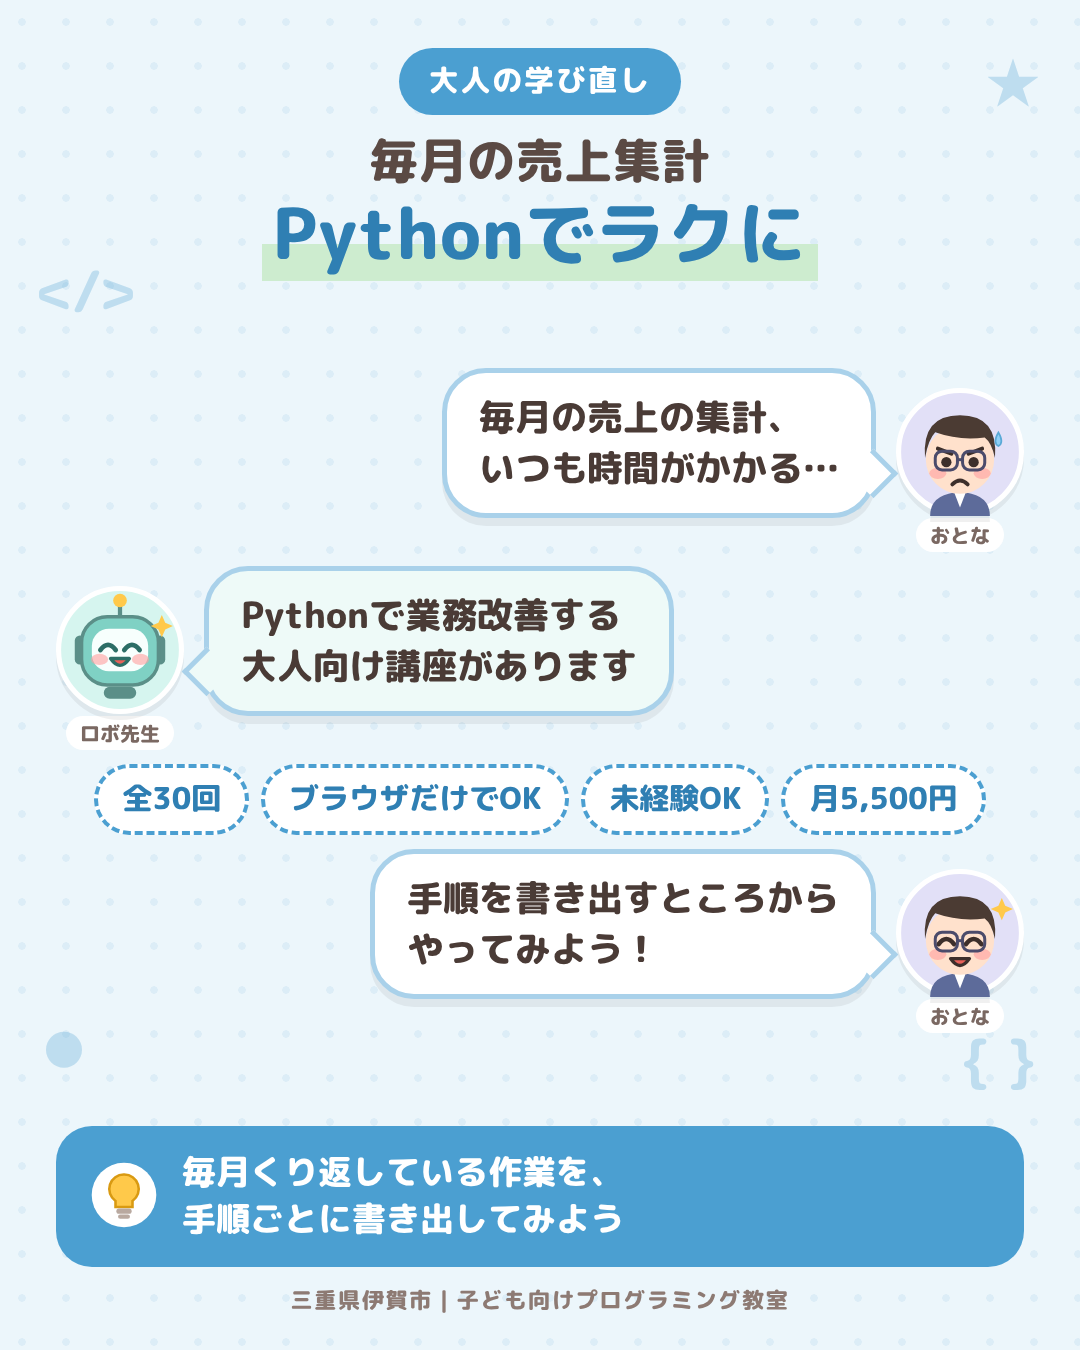 大人の学び直し
毎月の売上集計
Pythonでラクに
</>
毎月の売上の集計、
いつも時間がかかる…
おとな
Pythonで業務改善する
大人向け講座があります
ロボ先生
全30回
ブラウザだけでOK
未経験OK
月5,500円
手順を書き出すところから
やってみよう！
おとな
{ }
毎月くり返している作業を、
手順ごとに書き出してみよう
三重県伊賀市｜子ども向けプログラミング教室